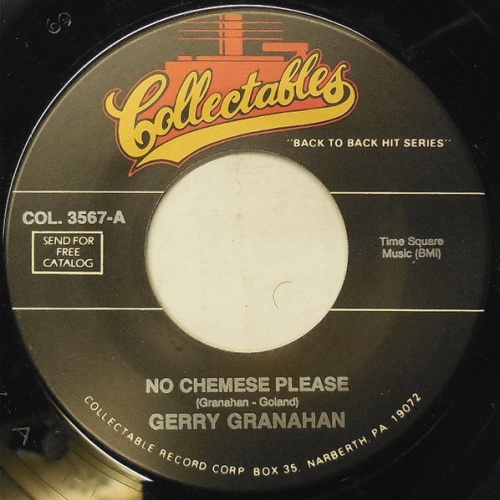 Collectables
"BACK TO BACK HIT SERIES"
COL. 3567-A
SEND FOR
FREE
CATALOG
Time Square
Music (BMI)
NO CHEMESE PLEASE
(Granahan - Goland)
GERRY GRANAHAN
COLLECTABLE RECORD CORP BOX 35. NARBERTH PA 19072